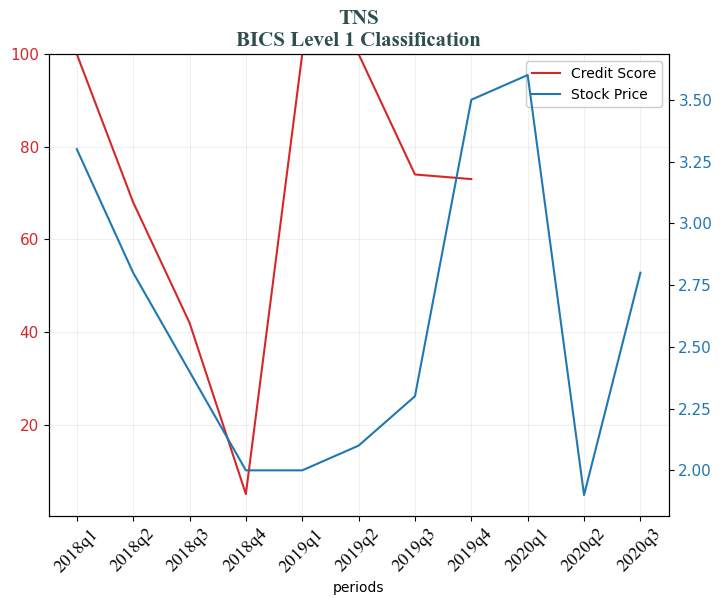 TNS
BICS Level 1 Classification
Credit Score
Stock Price
100
80
60
40
20
3.50
3.25
3.00
2.75
2.50
2.25
2.00
2018q1
2018q2
2018q3
2018q4
2019q1
2019q2
2019q3
2019q4
2020q1
2020q2
2020q3
periods